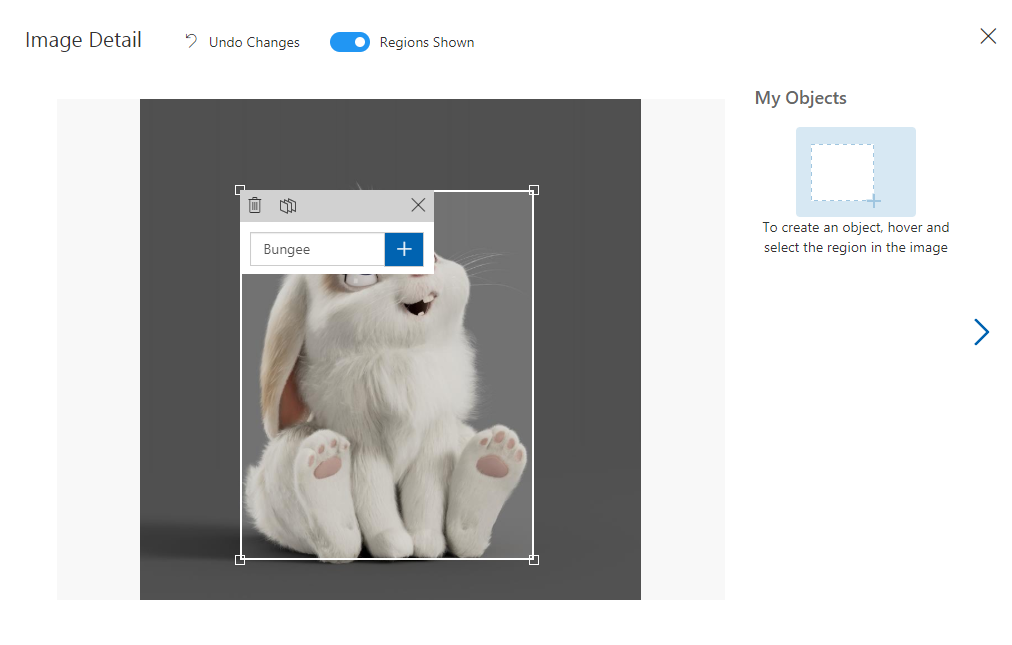 Image Detail
Undo Changes
Regions Shown
My Objects
Bungee
To create an object, hover and
select the region in the image